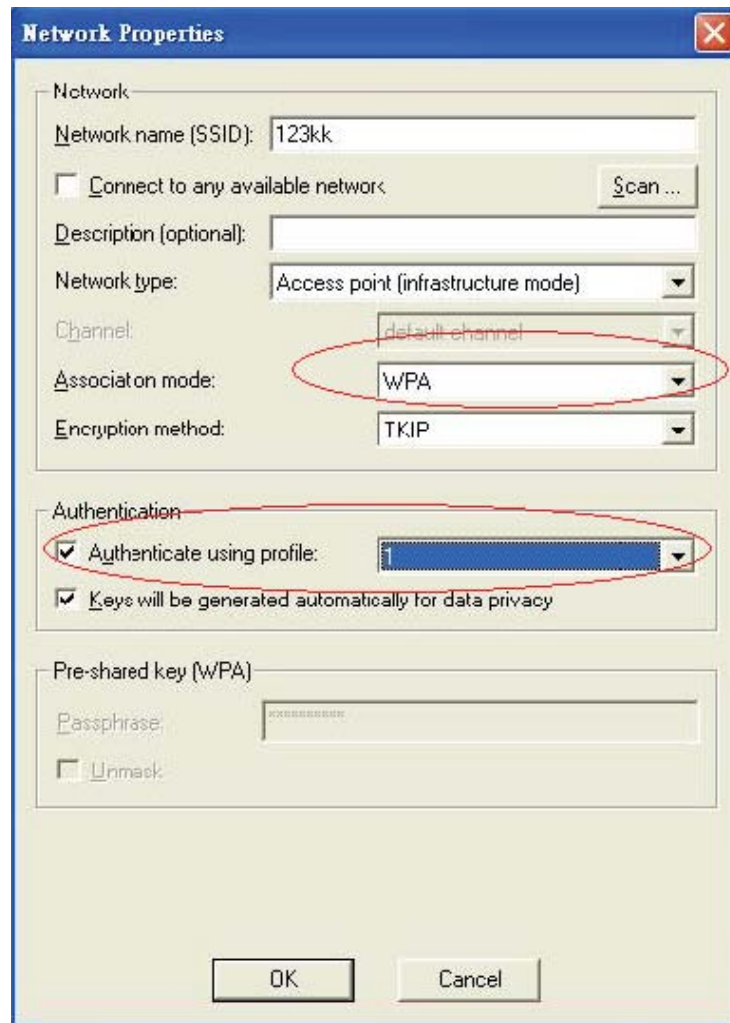 Network Properties
Network
Network name (SSID): 123kk
Connect to any available network
Scan ...
Description (optional):
Network type: Access point (infrastructure mode)
Channel: default channel
Association mode: WPA
Encryption method: TKIP
Authentication
Authenticate using profile: 1
Keys will be generated automatically for data privacy
Pre-shared key (WPA)
Passphrase: **********
Unmask
OK Cancel